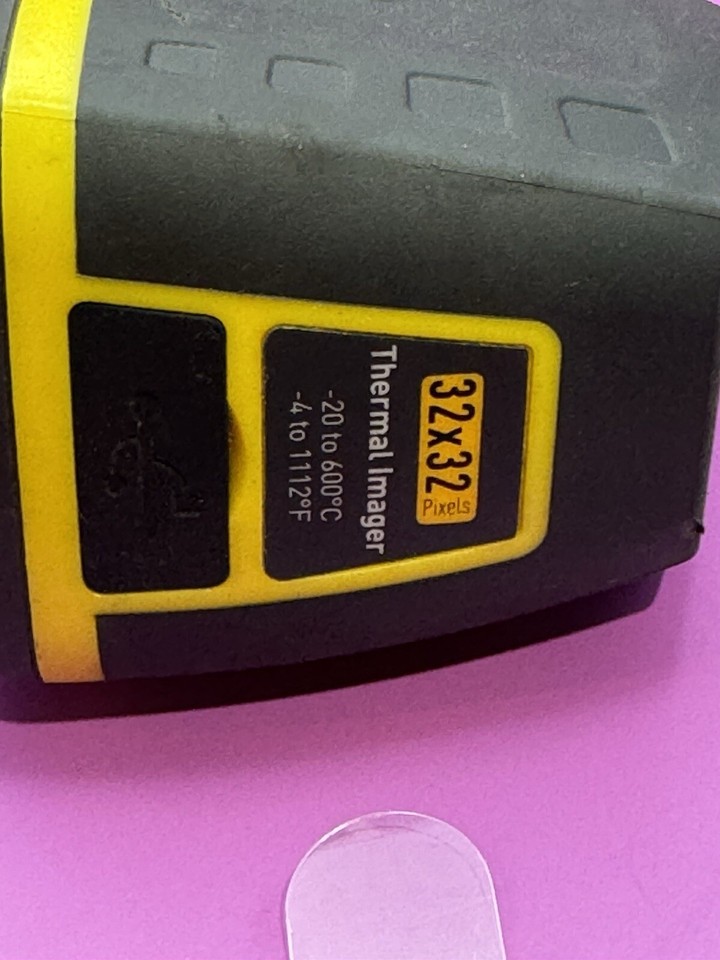 32x32
Pixels
Thermal Imager
-20 to 600°C
-4 to 1112°F